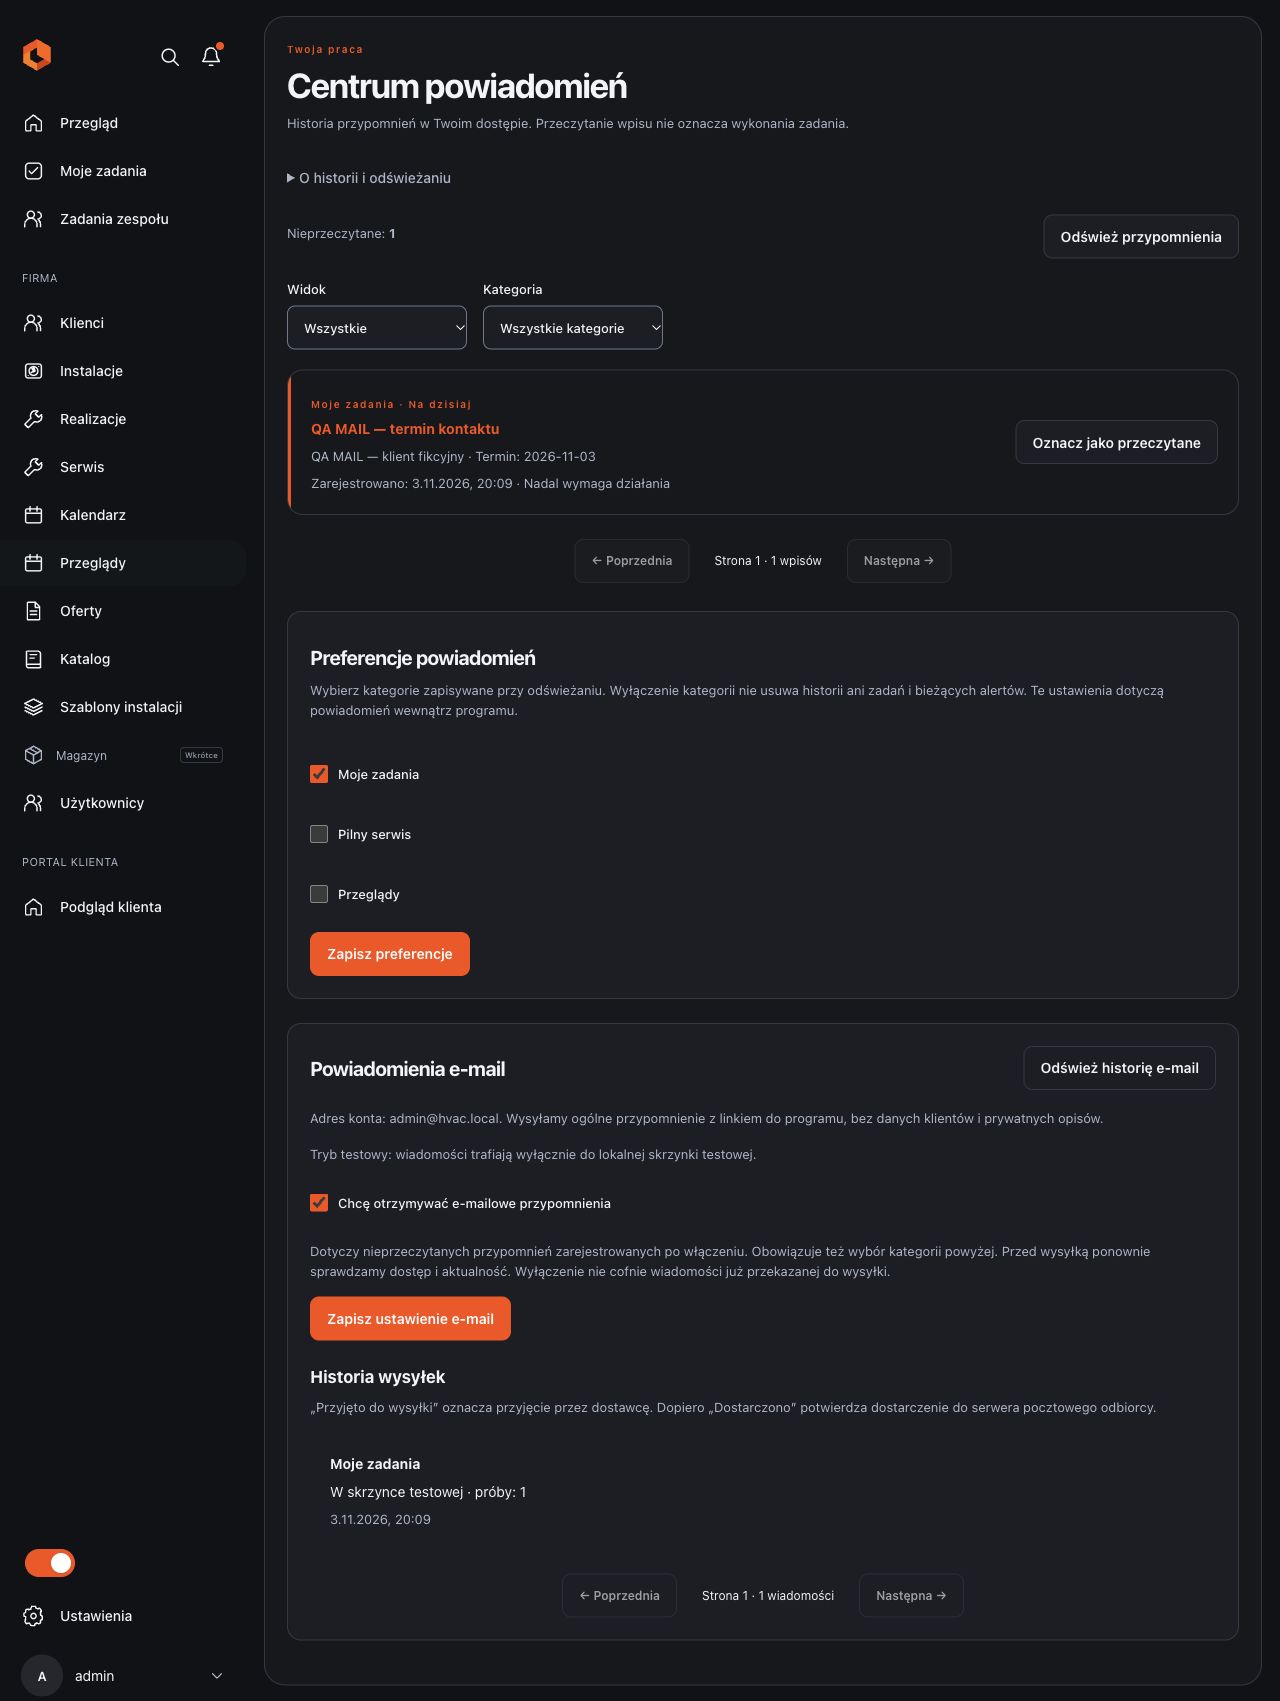 Przegląd
Moje zadania
Zadania zespołu
FIRMA
Klienci
Instalacje
Realizacje
Serwis
Kalendarz
Przeglądy
Oferty
Katalog
Szablony instalacji
Magazyn Wkrótce
Użytkownicy
PORTAL KLIENTA
Podgląd klienta
Ustawienia
A admin
Twoja praca
Centrum powiadomień
Historia przypomnień w Twoim dostępie. Przeczytanie wpisu nie oznacza wykonania zadania.
▶ O historii i odświeżaniu
Nieprzeczytane: 1
Odśwież przypomnienia
Widok Kategoria
Wszystkie Wszystkie kategorie
Moje zadania · Na dzisiaj
QA MAIL — termin kontaktu
QA MAIL — klient fikcyjny · Termin: 2026-11-03
Zarejestrowano: 3.11.2026, 20:09 · Nadal wymaga działania
Oznacz jako przeczytane
← Poprzednia Strona 1 · 1 wpisów Następna →
Preferencje powiadomień
Wybierz kategorie zapisywane przy odświeżaniu. Wyłączenie kategorii nie usuwa historii ani zadań i bieżących alertów. Te ustawienia dotyczą
powiadomień wewnątrz programu.
Moje zadania
Pilny serwis
Przeglądy
Zapisz preferencje
Powiadomienia e-mail
Odśwież historię e-mail
Adres konta: admin@hvac.local. Wysyłamy ogólne przypomnienie z linkiem do programu, bez danych klientów i prywatnych opisów.
Tryb testowy: wiadomości trafiają wyłącznie do lokalnej skrzynki testowej.
Chcę otrzymywać e-mailowe przypomnienia
Dotyczy nieprzeczytanych przypomnień zarejestrowanych po włączeniu. Obowiązuje też wybór kategorii powyżej. Przed wysyłką ponownie
sprawdzamy dostęp i aktualność. Wyłączenie nie cofnie wiadomości już przekazanej do wysyłki.
Zapisz ustawienie e-mail
Historia wysyłek
„Przyjęto do wysyłki” oznacza przyjęcie przez dostawcę. Dopiero „Dostarczono” potwierdza dostarczenie do serwera pocztowego odbiorcy.
Moje zadania
W skrzynce testowej · próby: 1
3.11.2026, 20:09
← Poprzednia Strona 1 · 1 wiadomości Następna →